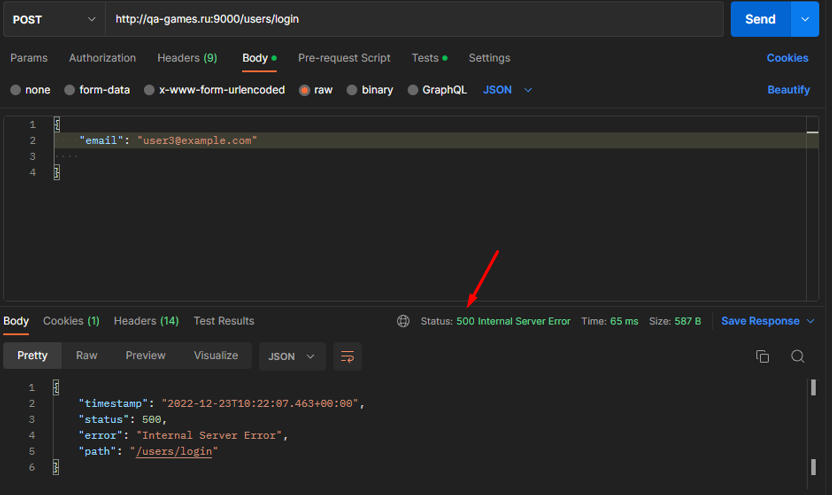 POST http://qa-games.ru:9000/users/login Send
Params Authorization Headers (9) Body Pre-request Script Tests Settings Cookies
none form-data x-www-form-urlencoded raw binary GraphQL JSON Beautify
1 {
2 "email": "user3@example.com"
3 ····
4 }
Body Cookies (1) Headers (14) Test Results Status: 500 Internal Server Error Time: 65 ms Size: 587 B Save Response
Pretty Raw Preview Visualize JSON
1 {
2 "timestamp": "2022-12-23T10:22:07.463+00:00",
3 "status": 500,
4 "error": "Internal Server Error",
5 "path": "/users/login"
6 }